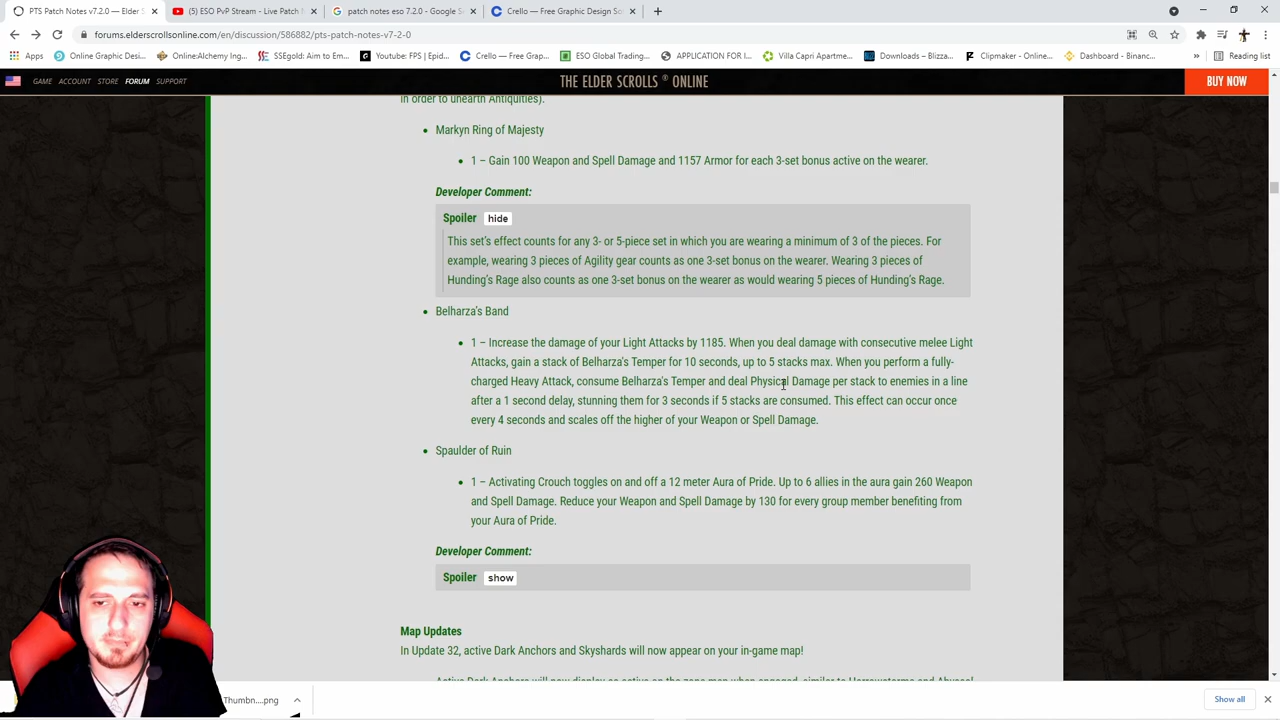 PTS Patch Notes v7.2.0 — Elder S
(5) ESO PvP Stream - Live Patch N
patch notes eso 7.2.0 - Google Se
Crello — Free Graphic Design So
forums.elderscrollsonline.com/en/discussion/586882/pts-patch-notes-v7-2-0
Apps
Online Graphic Desi...
Online:Alchemy Ing...
SSEgold: Aim to Em...
Youtube: FPS | Epid...
Crello — Free Grap...
ESO Global Trading...
APPLICATION FOR I...
Villa Capri Apartme...
Downloads – Blizza...
Clipmaker - Online...
Dashboard - Binanc...
»
Reading list
GAME ACCOUNT STORE FORUM SUPPORT
THE ELDER SCROLLS ® ONLINE
BUY NOW
in order to unearth Antiquities).
• Markyn Ring of Majesty
• 1 – Gain 100 Weapon and Spell Damage and 1157 Armor for each 3-set bonus active on the wearer.
Developer Comment:
Spoiler hide
This set's effect counts for any 3- or 5-piece set in which you are wearing a minimum of 3 of the pieces. For
example, wearing 3 pieces of Agility gear counts as one 3-set bonus on the wearer. Wearing 3 pieces of
Hunding's Rage also counts as one 3-set bonus on the wearer as would wearing 5 pieces of Hunding's Rage.
• Belharza's Band
• 1 – Increase the damage of your Light Attacks by 1185. When you deal damage with consecutive melee Light
Attacks, gain a stack of Belharza's Temper for 10 seconds, up to 5 stacks max. When you perform a fully-
charged Heavy Attack, consume Belharza's Temper and deal Physical Damage per stack to enemies in a line
after a 1 second delay, stunning them for 3 seconds if 5 stacks are consumed. This effect can occur once
every 4 seconds and scales off the higher of your Weapon or Spell Damage.
• Spaulder of Ruin
• 1 – Activating Crouch toggles on and off a 12 meter Aura of Pride. Up to 6 allies in the aura gain 260 Weapon
and Spell Damage. Reduce your Weapon and Spell Damage by 130 for every group member benefiting from
your Aura of Pride.
Developer Comment:
Spoiler show
Map Updates
In Update 32, active Dark Anchors and Skyshards will now appear on your in-game map!
Thumbn....png
Show all